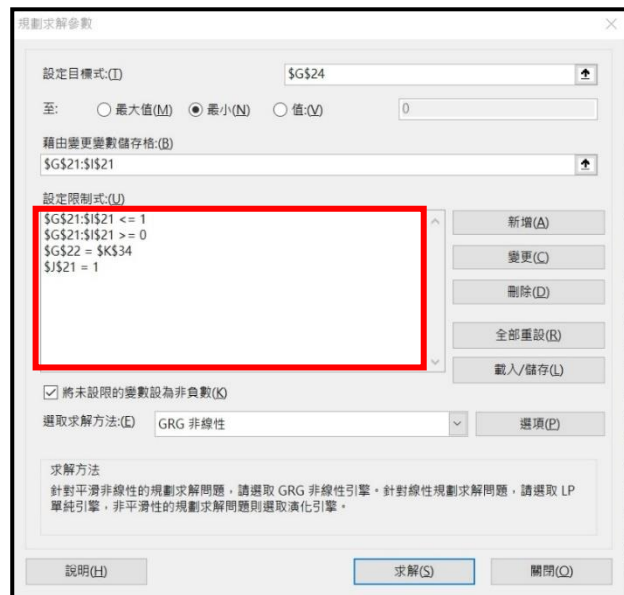 規劃求解參數
設定目標式:(T) $G$24
至: 最大值(M) 最小(N) 值:(V) 0
藉由變更變數儲存格:(B)
$G$21:$I$21
設定限制式:(U)
$G$21:$I$21 <= 1
$G$21:$I$21 >= 0
$G$22 = $K$34
$J$21 = 1
新增(A)
變更(C)
刪除(D)
全部重設(R)
載入/儲存(L)
將未設限的變數設為非負數(K)
選取求解方法:(E) GRG 非線性 選項(P)
求解方法
針對平滑非線性的規劃求解問題，請選取 GRG 非線性引擎。針對線性規劃求解問題，請選取 LP
單純引擎，非平滑性的規劃求解問題則選取演化引擎。
說明(H) 求解(S) 關閉(O)